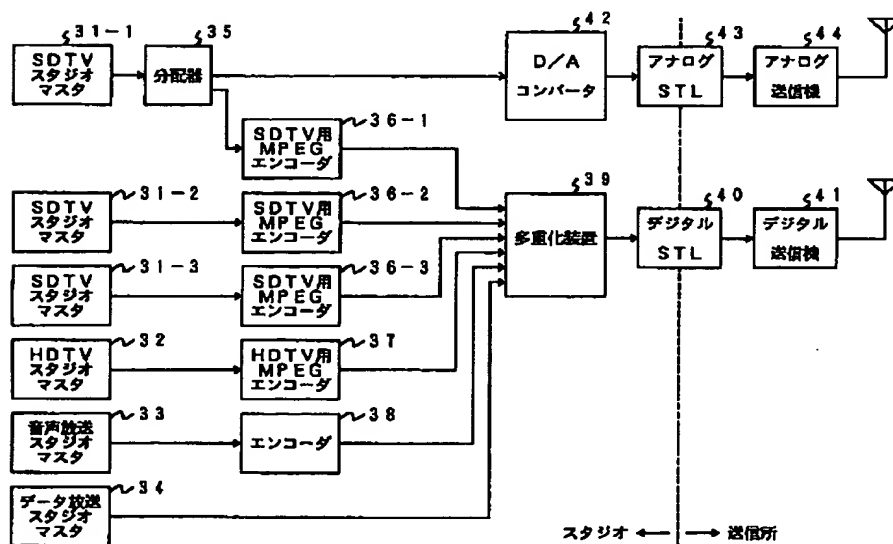 31-1
SDTV
スタジオ
マスタ
35
分配器
42
D/A
コンバータ
43
アナログ
STL
44
アナログ
送信機
36-1
SDTV用
MPEG
エンコーダ
31-2
SDTV
スタジオ
マスタ
36-2
SDTV用
MPEG
エンコーダ
39
多重化装置
40
デジタル
STL
41
デジタル
送信機
31-3
SDTV
スタジオ
マスタ
36-3
SDTV用
MPEG
エンコーダ
32
HDTV
スタジオ
マスタ
37
HDTV用
MPEG
エンコーダ
33
音声放送
スタジオ
マスタ
38
エンコーダ
34
データ放送
スタジオ
マスタ
スタジオ
送信所